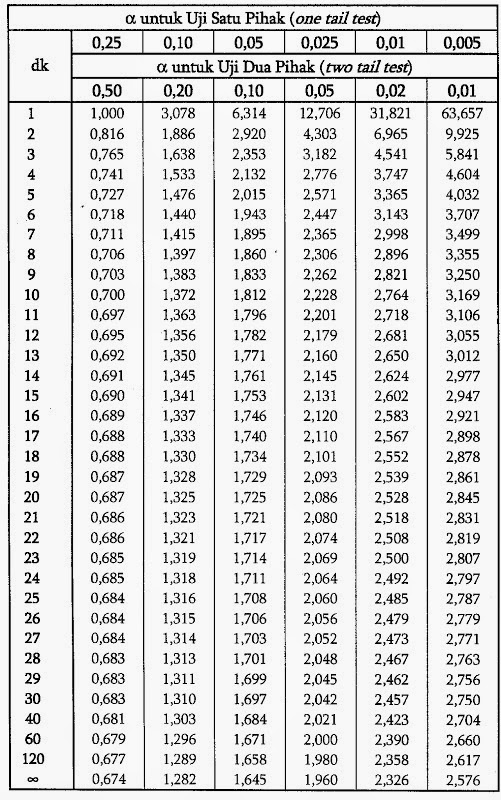 α untuk Uji Satu Pihak (one tail test)
dk 0,25 0,10 0,05 0,025 0,01 0,005
α untuk Uji Dua Pihak (two tail test)
0,50 0,20 0,10 0,05 0,02 0,01
1 1,000 3,078 6,314 12,706 31,821 63,657
2 0,816 1,886 2,920 4,303 6,965 9,925
3 0,765 1,638 2,353 3,182 4,541 5,841
4 0,741 1,533 2,132 2,776 3,747 4,604
5 0,727 1,476 2,015 2,571 3,365 4,032
6 0,718 1,440 1,943 2,447 3,143 3,707
7 0,711 1,415 1,895 2,365 2,998 3,499
8 0,706 1,397 1,860 2,306 2,896 3,355
9 0,703 1,383 1,833 2,262 2,821 3,250
10 0,700 1,372 1,812 2,228 2,764 3,169
11 0,697 1,363 1,796 2,201 2,718 3,106
12 0,695 1,356 1,782 2,179 2,681 3,055
13 0,692 1,350 1,771 2,160 2,650 3,012
14 0,691 1,345 1,761 2,145 2,624 2,977
15 0,690 1,341 1,753 2,131 2,602 2,947
16 0,689 1,337 1,746 2,120 2,583 2,921
17 0,688 1,333 1,740 2,110 2,567 2,898
18 0,688 1,330 1,734 2,101 2,552 2,878
19 0,687 1,328 1,729 2,093 2,539 2,861
20 0,687 1,325 1,725 2,086 2,528 2,845
21 0,686 1,323 1,721 2,080 2,518 2,831
22 0,686 1,321 1,717 2,074 2,508 2,819
23 0,685 1,319 1,714 2,069 2,500 2,807
24 0,685 1,318 1,711 2,064 2,492 2,797
25 0,684 1,316 1,708 2,060 2,485 2,787
26 0,684 1,315 1,706 2,056 2,479 2,779
27 0,684 1,314 1,703 2,052 2,473 2,771
28 0,683 1,313 1,701 2,048 2,467 2,763
29 0,683 1,311 1,699 2,045 2,462 2,756
30 0,683 1,310 1,697 2,042 2,457 2,750
40 0,681 1,303 1,684 2,021 2,423 2,704
60 0,679 1,296 1,671 2,000 2,390 2,660
120 0,677 1,289 1,658 1,980 2,358 2,617
∞ 0,674 1,282 1,645 1,960 2,326 2,576